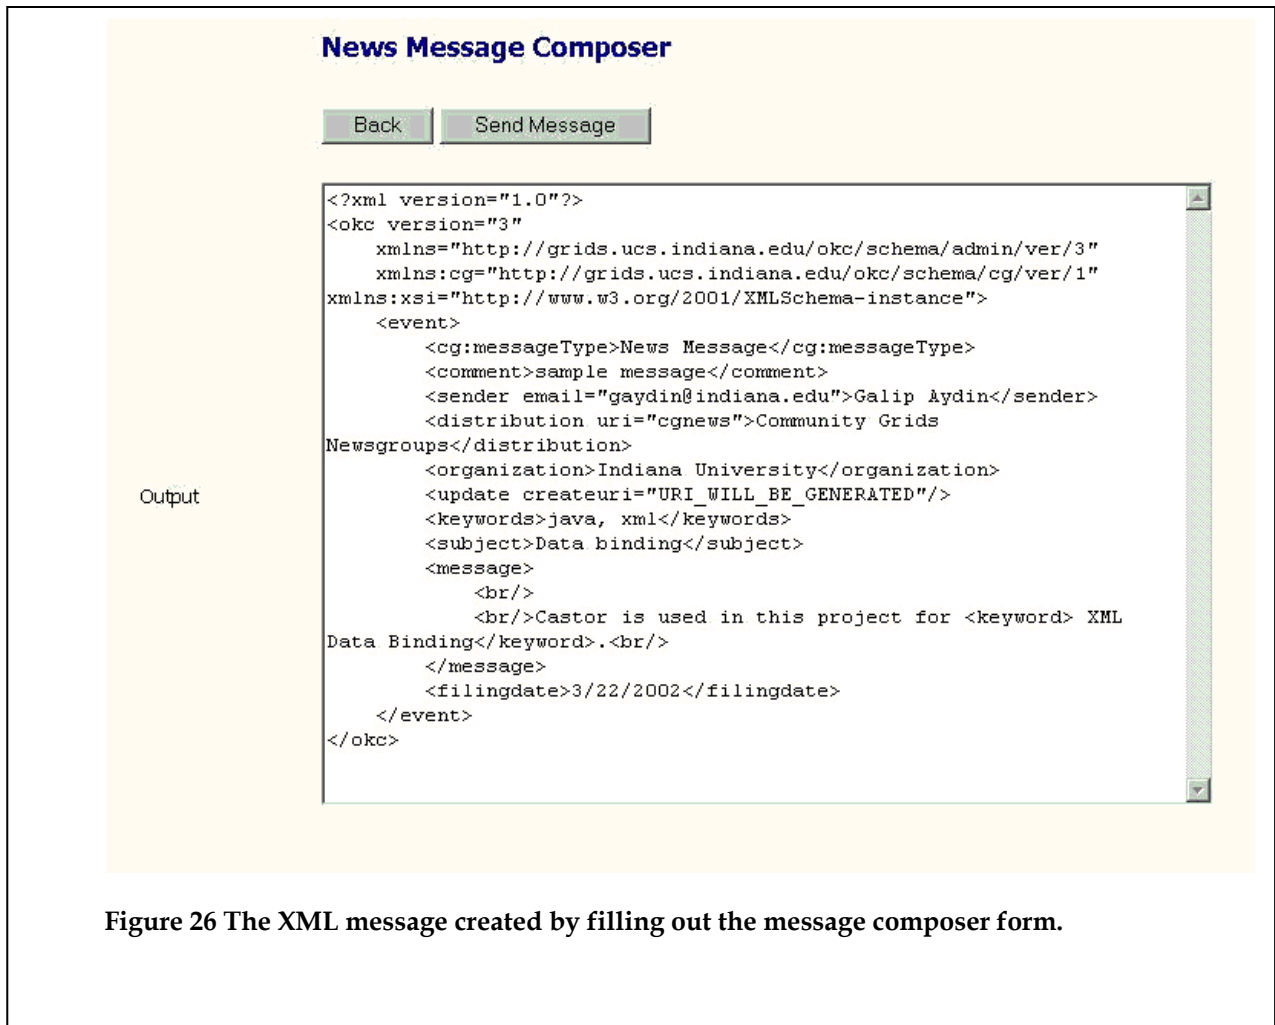 News Message Composer
Back Send Message
<?xml version="1.0"?>
<okc version="3"
    xmlns="http://grids.ucs.indiana.edu/okc/schema/admin/ver/3"
    xmlns:cg="http://grids.ucs.indiana.edu/okc/schema/cg/ver/1"
xmlns:xsi="http://www.w3.org/2001/XMLSchema-instance">
    <event>
        <cg:messageType>News Message</cg:messageType>
        <comment>sample message</comment>
        <sender email="gaydin@indiana.edu">Galip Aydin</sender>
        <distribution uri="cgnews">Community Grids
Newsgroups</distribution>
        <organization>Indiana University</organization>
Output
        <update createuri="URI_WILL_BE_GENERATED"/>
        <keywords>java, xml</keywords>
        <subject>Data binding</subject>
        <message>
            <br/>
            <br/>Castor is used in this project for <keyword> XML
Data Binding</keyword>.<br/>
        </message>
        <filingdate>3/22/2002</filingdate>
    </event>
</okc>
Figure 26 The XML message created by filling out the message composer form.